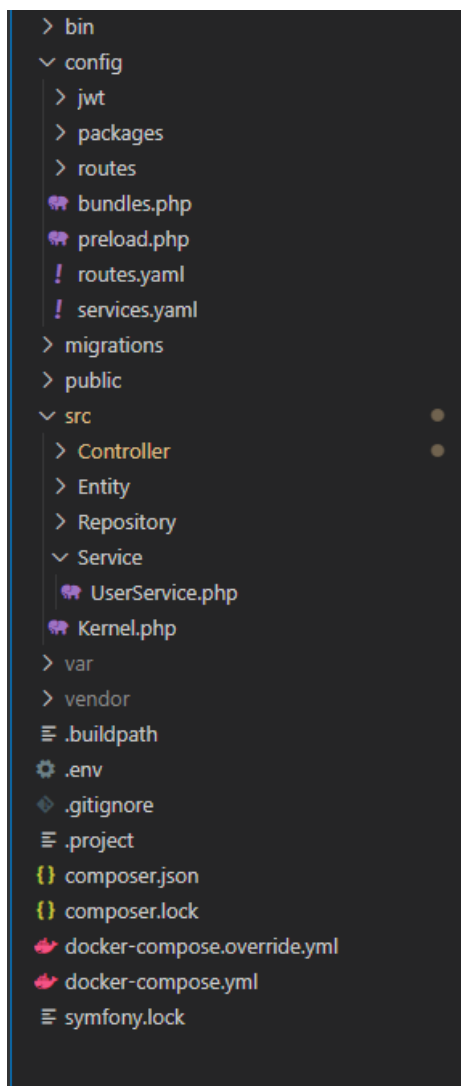 bin
config
jwt
packages
routes
bundles.php
preload.php
routes.yaml
services.yaml
migrations
public
src
Controller
Entity
Repository
Service
UserService.php
Kernel.php
var
vendor
.buildpath
.env
.gitignore
.project
composer.json
composer.lock
docker-compose.override.yml
docker-compose.yml
symfony.lock